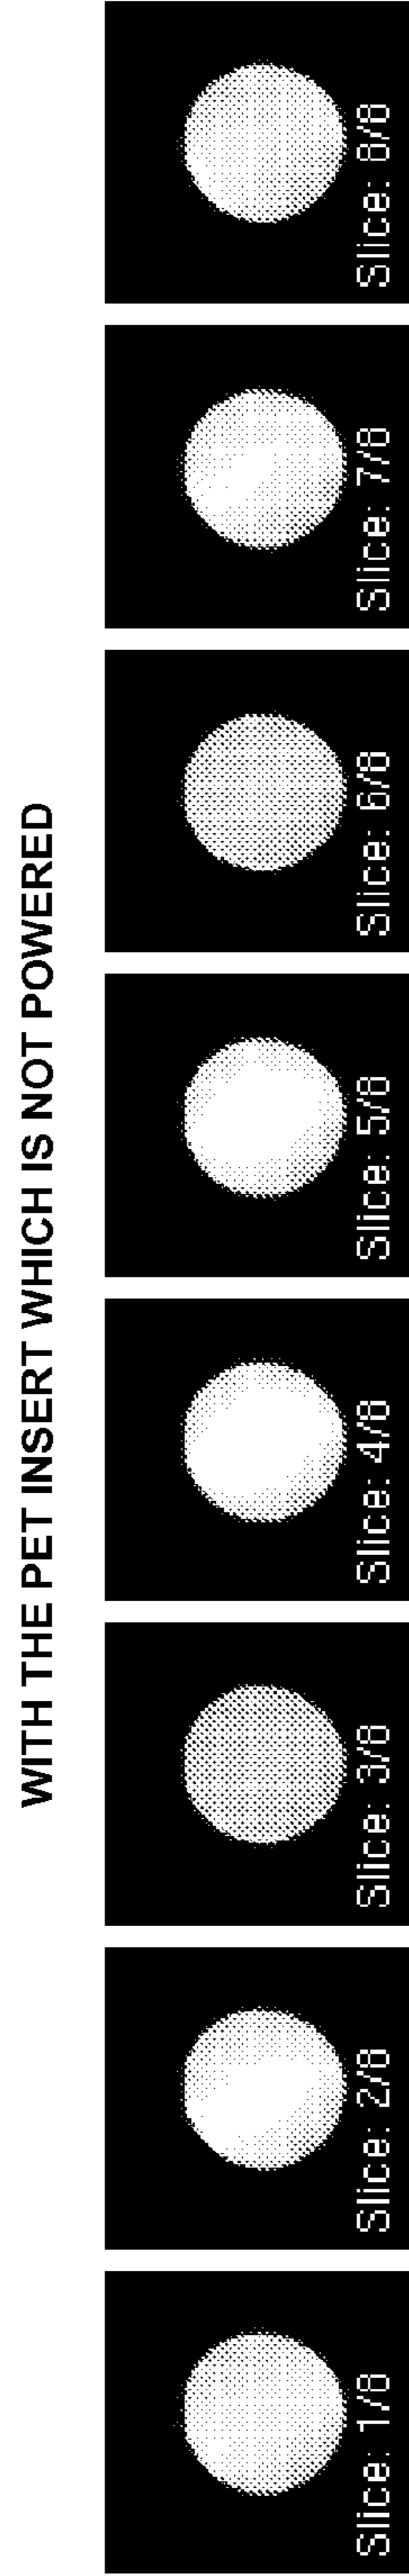 WITH THE PET INSERT WHICH IS NOT POWERED
Slice: 1/8
Slice: 2/8
Slice: 3/8
Slice: 4/8
Slice: 5/8
Slice: 6/8
Slice: 7/8
Slice: 8/8